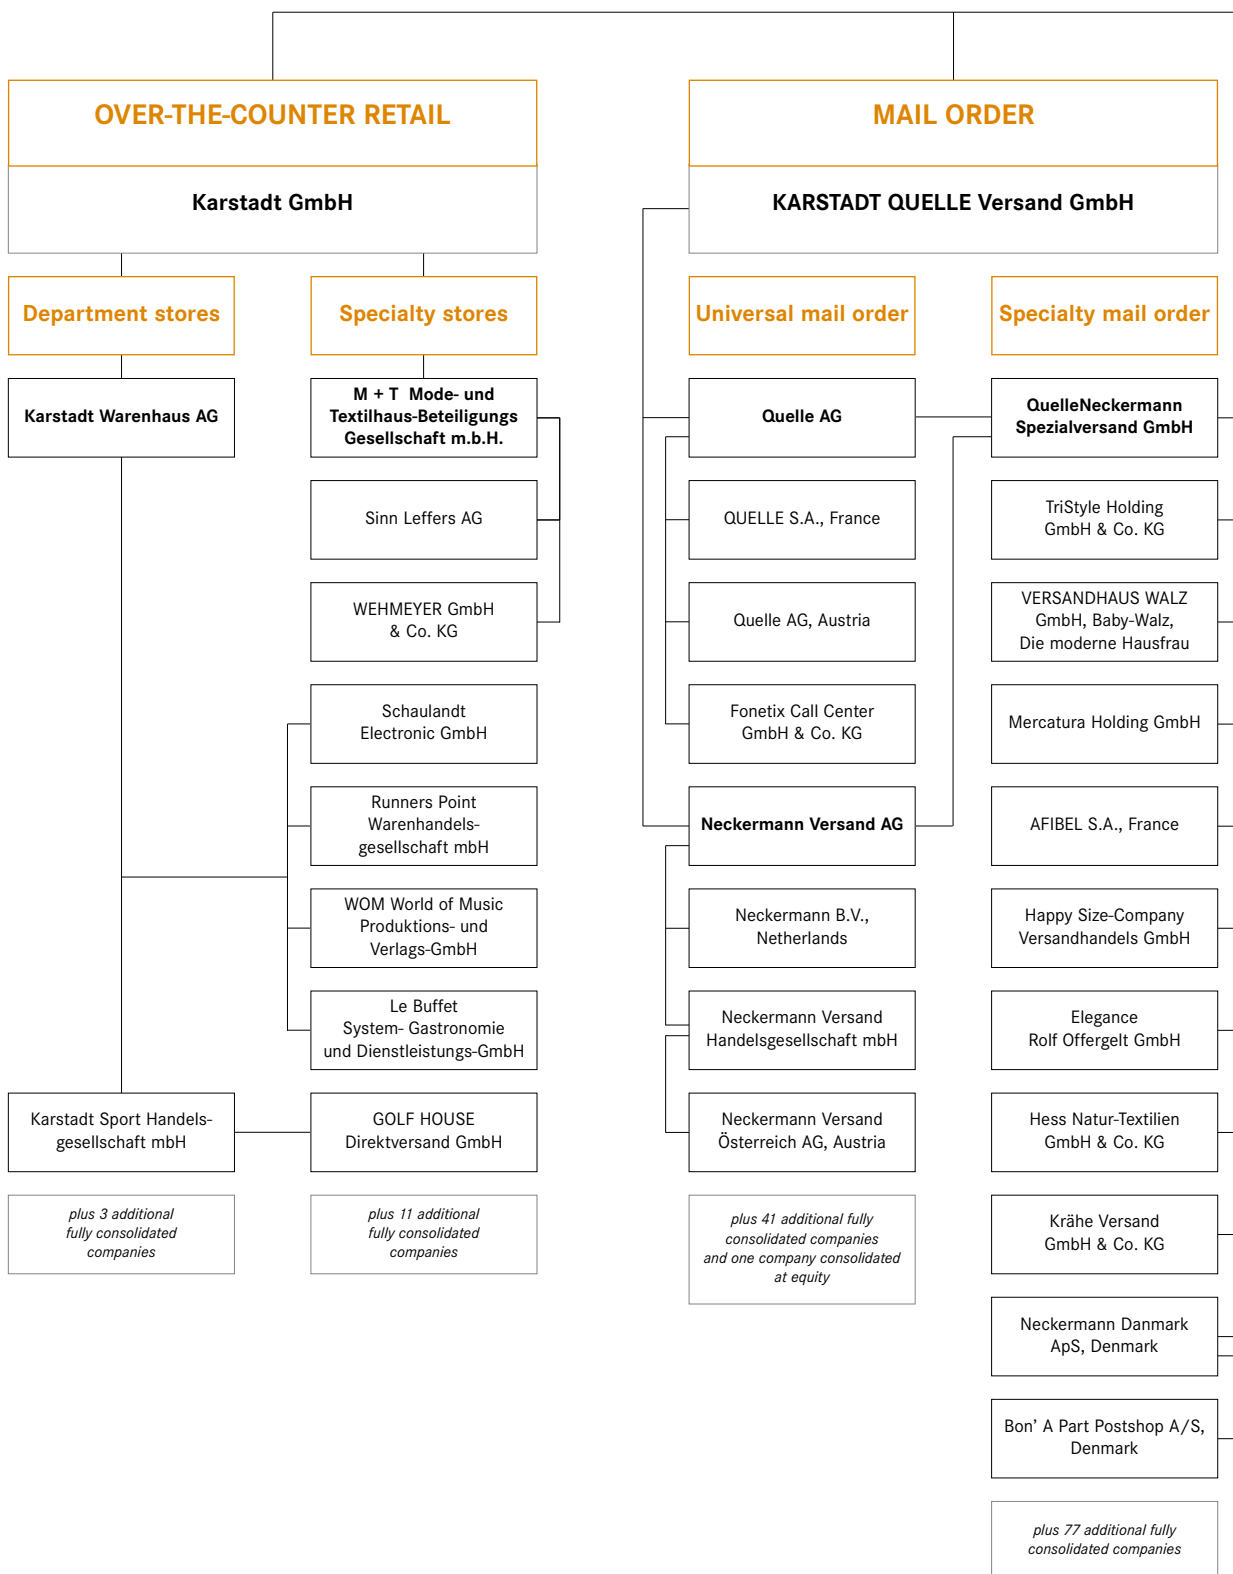 OVER-THE-COUNTER RETAIL
Karstadt GmbH
Department stores
Karstadt Warenhaus AG
Karstadt Sport Handels-
gesellschaft mbH
plus 3 additional
fully consolidated
companies
Specialty stores
M + T Mode- und
Textilhaus-Beteiligungs
Gesellschaft m.b.H.
Sinn Leffers AG
WEHMEYER GmbH
& Co. KG
Schaulandt
Electronic GmbH
Runners Point
Warenhandels-
gesellschaft mbH
WOM World of Music
Produktions- und
Verlags-GmbH
Le Buffet
System- Gastronomie
und Dienstleistungs-GmbH
GOLF HOUSE
Direktversand GmbH
plus 11 additional
fully consolidated
companies
MAIL ORDER
KARSTADT QUELLE Versand GmbH
Universal mail order
Quelle AG
QUELLE S.A., France
Quelle AG, Austria
Fonetix Call Center
GmbH & Co. KG
Neckermann Versand AG
Neckermann B.V.,
Netherlands
Neckermann Versand
Handelsgesellschaft mbH
Neckermann Versand
Österreich AG, Austria
plus 41 additional fully
consolidated companies
and one company consolidated
at equity
Specialty mail order
QuelleNeckermann
Spezialversand GmbH
TriStyle Holding
GmbH & Co. KG
VERSANDHAUS WALZ
GmbH, Baby-Walz,
Die moderne Hausfrau
Mercatura Holding GmbH
AFIBEL S.A., France
Happy Size-Company
Versandhandels GmbH
Elegance
Rolf Offergelt GmbH
Hess Natur-Textilien
GmbH & Co. KG
Krähe Versand
GmbH & Co. KG
Neckermann Danmark
ApS, Denmark
Bon' A Part Postshop A/S,
Denmark
plus 77 additional fully
consolidated companies